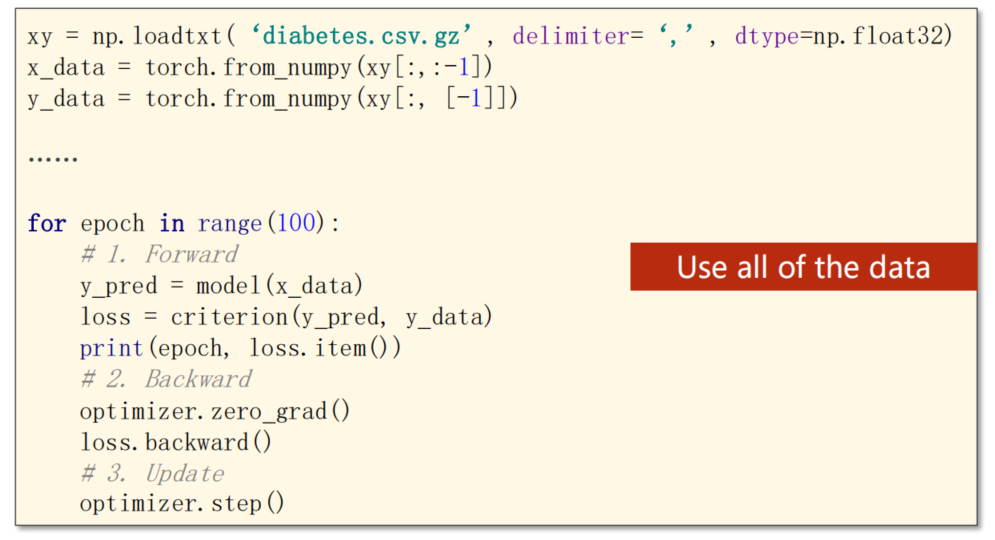 xy = np.loadtxt( ‘diabetes.csv.gz’ , delimiter= ‘,’ , dtype=np.float32)
x_data = torch.from_numpy(xy[:,:-1])
y_data = torch.from_numpy(xy[:, [-1]])
……
for epoch in range(100):
    # 1. Forward
    y_pred = model(x_data)
Use all of the data
    loss = criterion(y_pred, y_data)
    print(epoch, loss.item())
    # 2. Backward
    optimizer.zero_grad()
    loss.backward()
    # 3. Update
    optimizer.step()